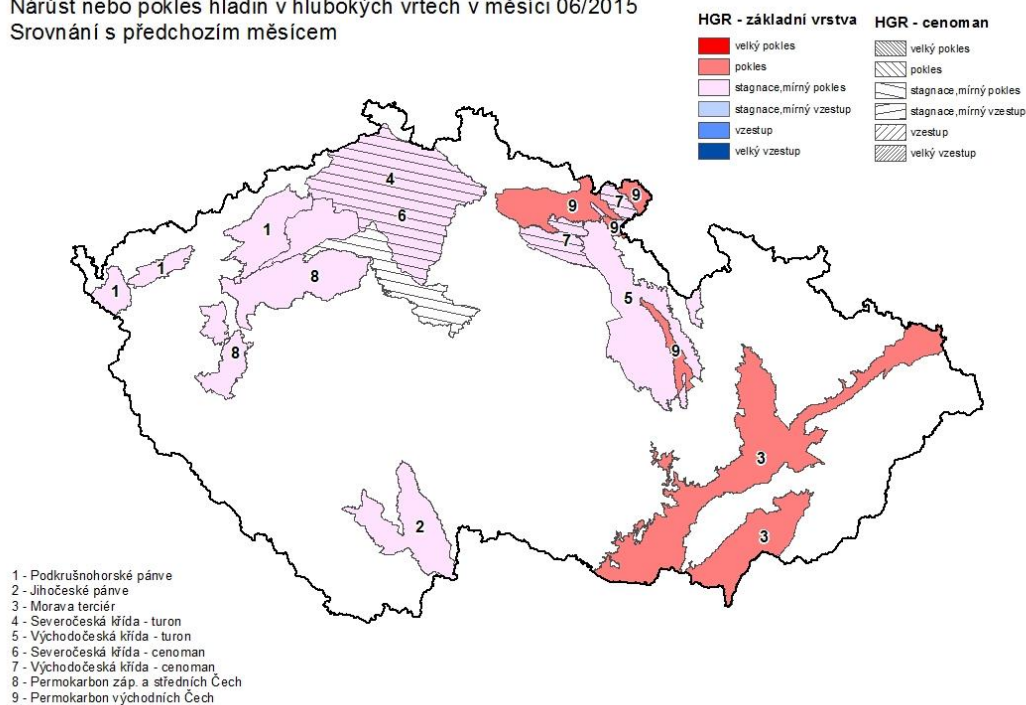 Nárůst nebo pokles hladin v hlubokých vrtech v měsíci 06/2015
Srovnání s předchozím měsícem
HGR - základní vrstva
velký pokles
pokles
stagnace,mírný pokles
stagnace,mírný vzestup
vzestup
velký vzestup
HGR - cenoman
velký pokles
pokles
stagnace,mírný pokles
stagnace,mírný vzestup
vzestup
velký vzestup
4
9
7
9
6
9
7
1
1
8
1
5
8
9
3
2
3
1 - Podkrušnohorské pánve
2 - Jihočeské pánve
3 - Morava terciér
4 - Severočeská křída - turon
5 - Východočeská křída - turon
6 - Severočeská křída - cenoman
7 - Východočeská křída - cenoman
8 - Permokarbon záp. a středních Čech
9 - Permokarbon východních Čech